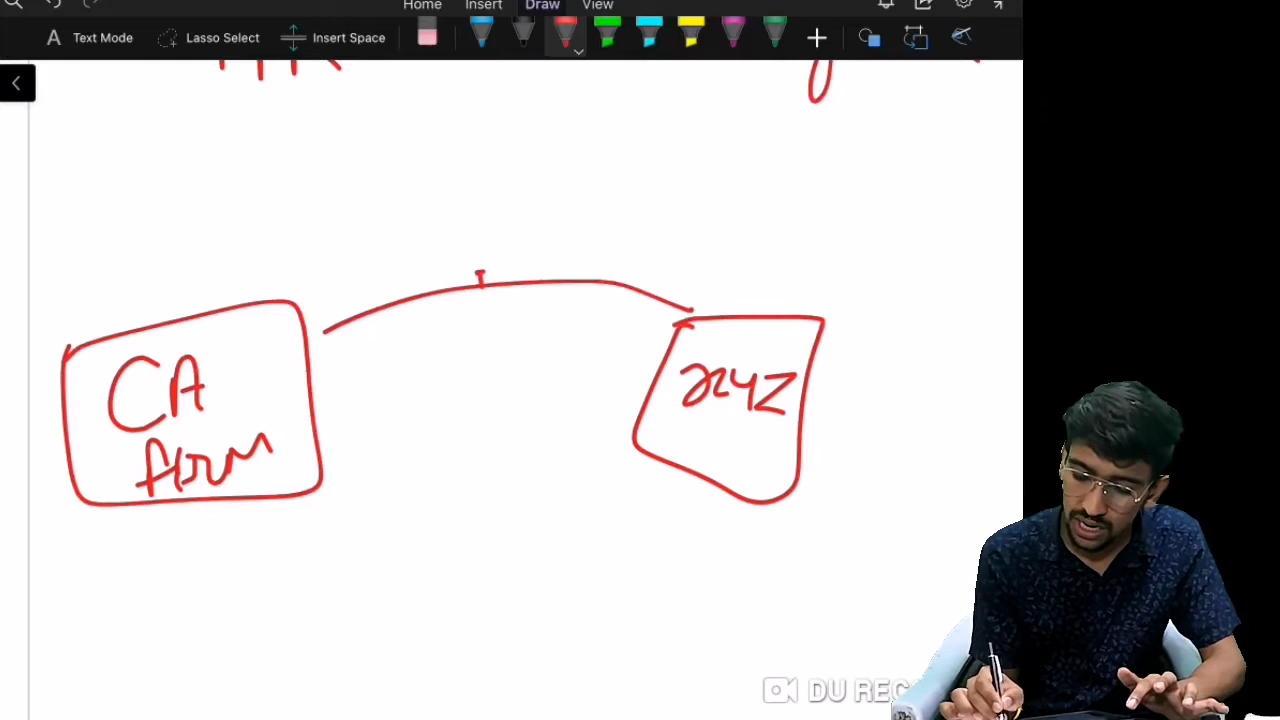 Home Insert Draw View
A Text Mode Lasso Select Insert Space
CA
firm
xyz
DU REC